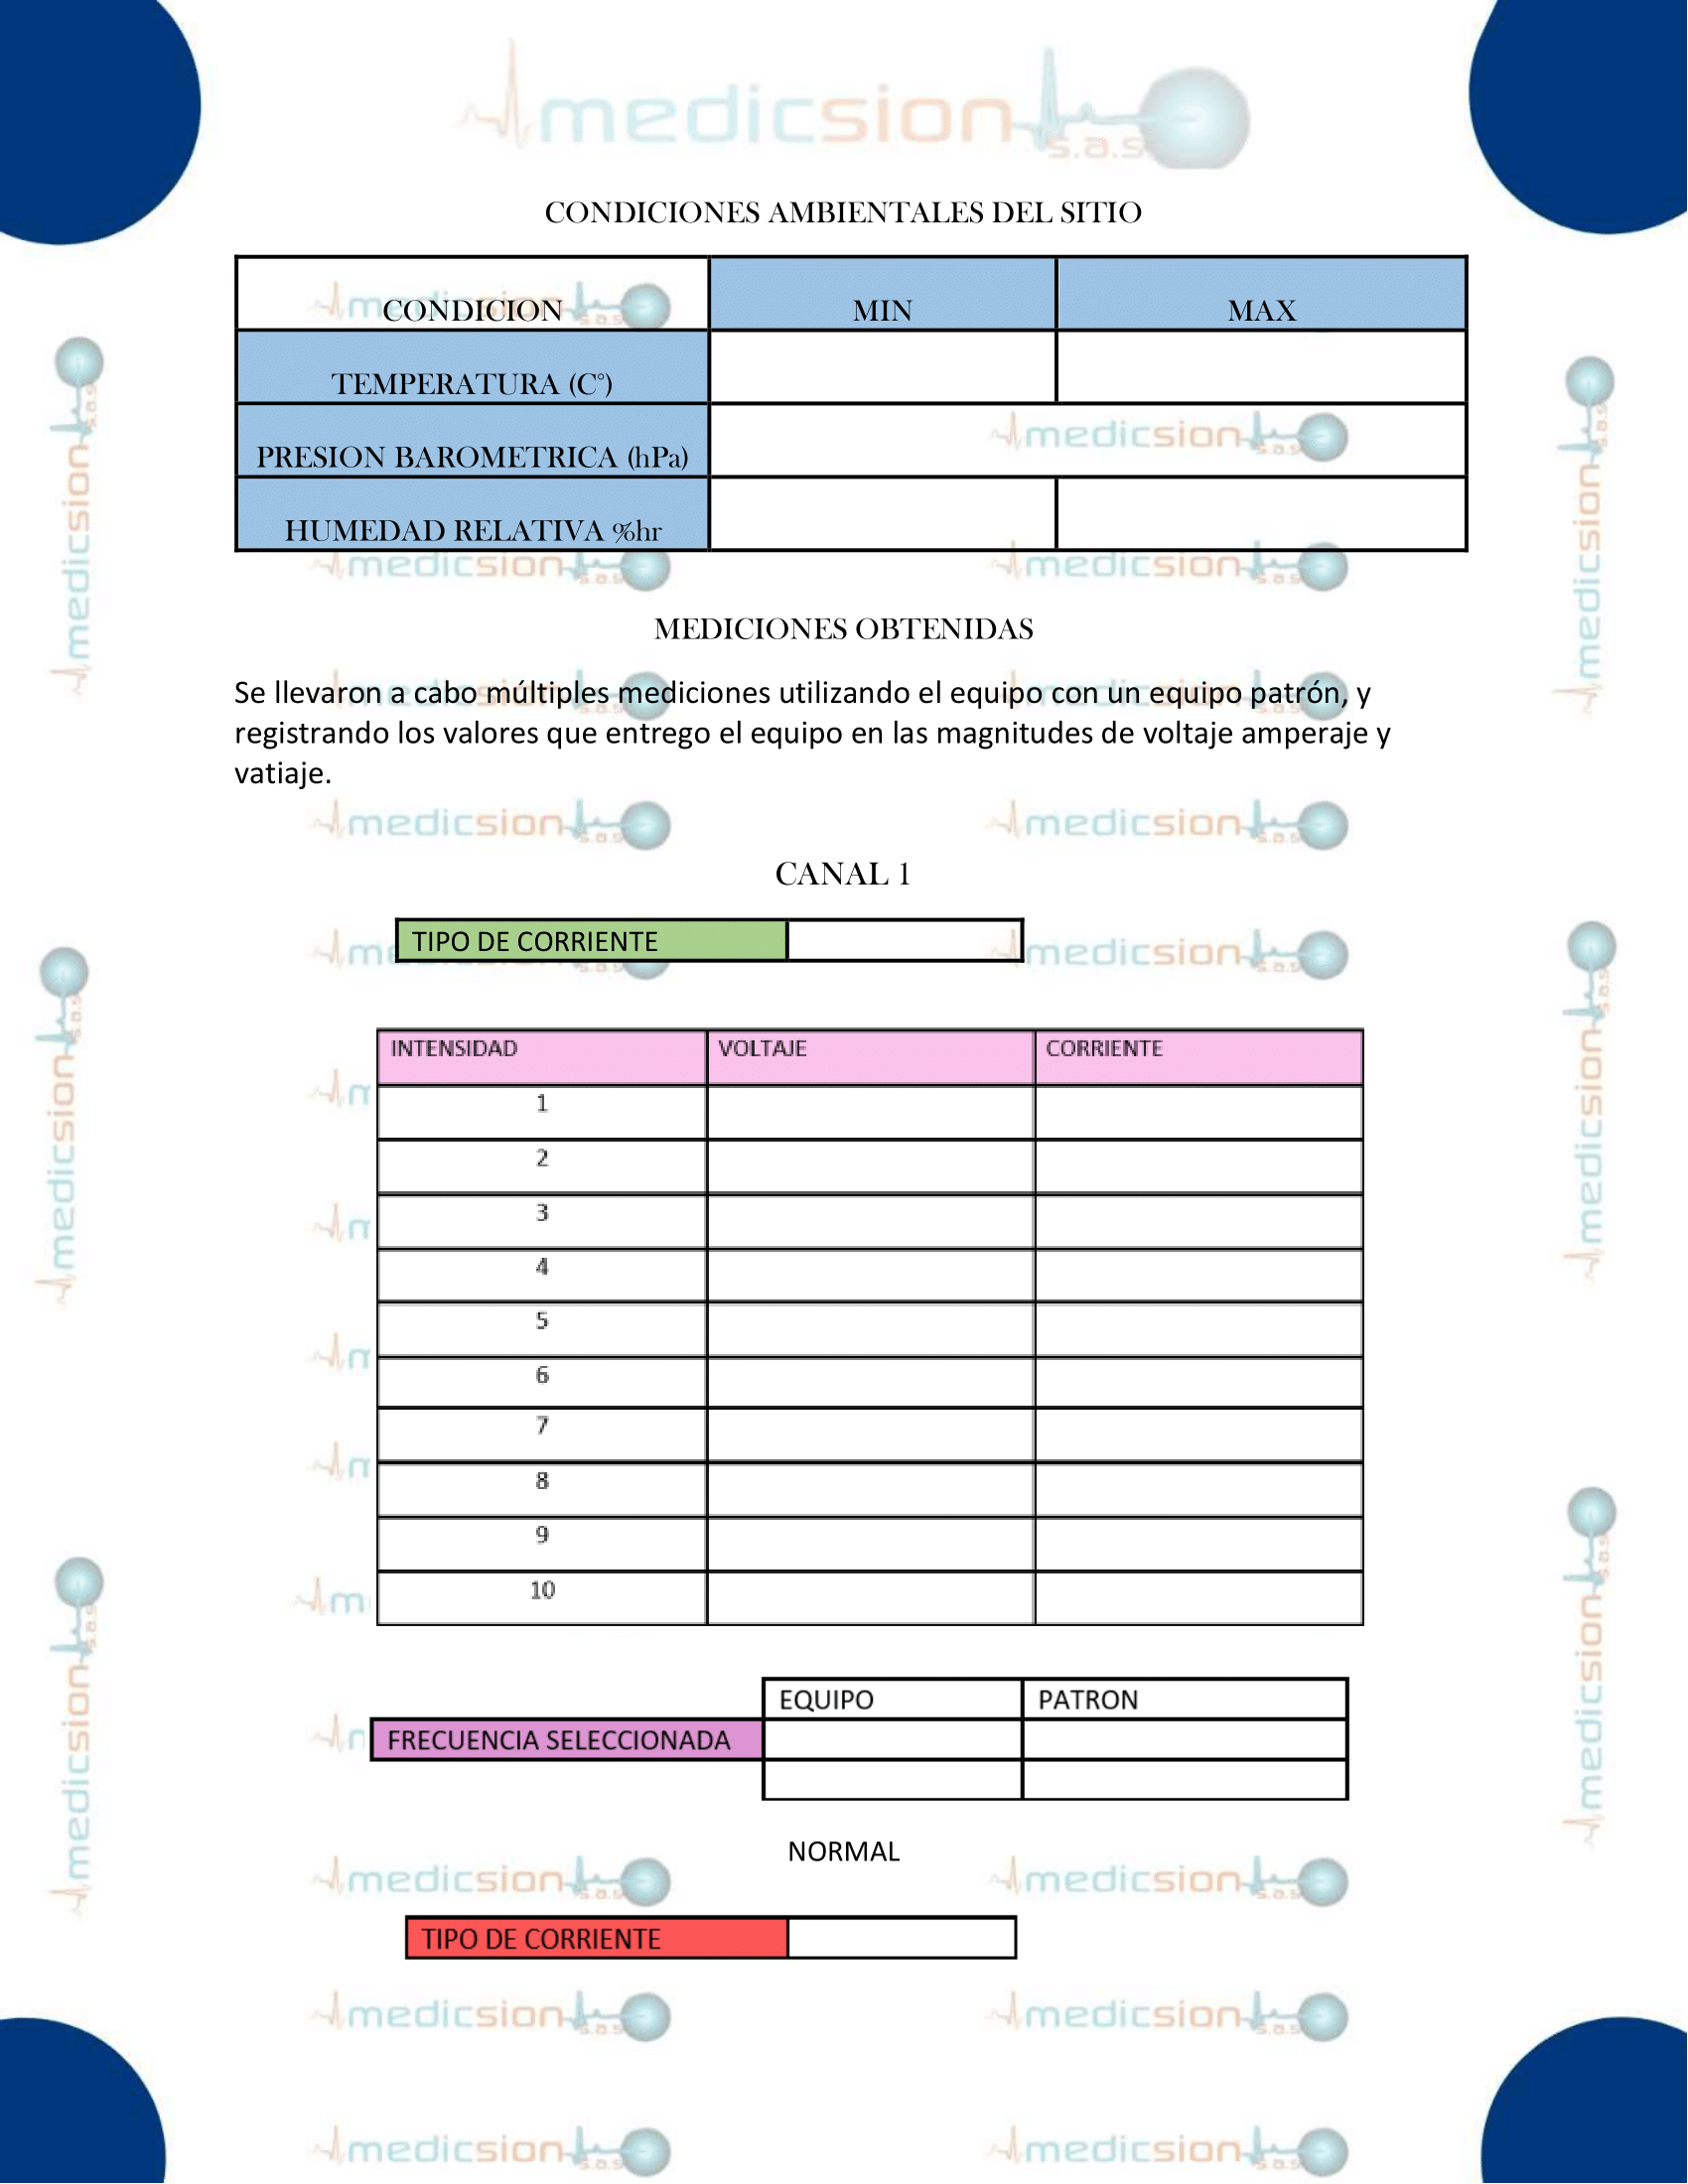 medicsion s.a.s
CONDICIONES AMBIENTALES DEL SITIO
CONDICION MIN MAX
TEMPERATURA (C°)
PRESION BAROMETRICA (hPa)
HUMEDAD RELATIVA %hr
MEDICIONES OBTENIDAS
Se llevaron a cabo múltiples mediciones utilizando el equipo con un equipo patrón, y
registrando los valores que entrego el equipo en las magnitudes de voltaje amperaje y
vatiaje.
CANAL 1
TIPO DE CORRIENTE
INTENSIDAD VOLTAJE CORRIENTE
1
2
3
4
5
6
7
8
9
10
EQUIPO PATRON
FRECUENCIA SELECCIONADA
NORMAL
TIPO DE CORRIENTE